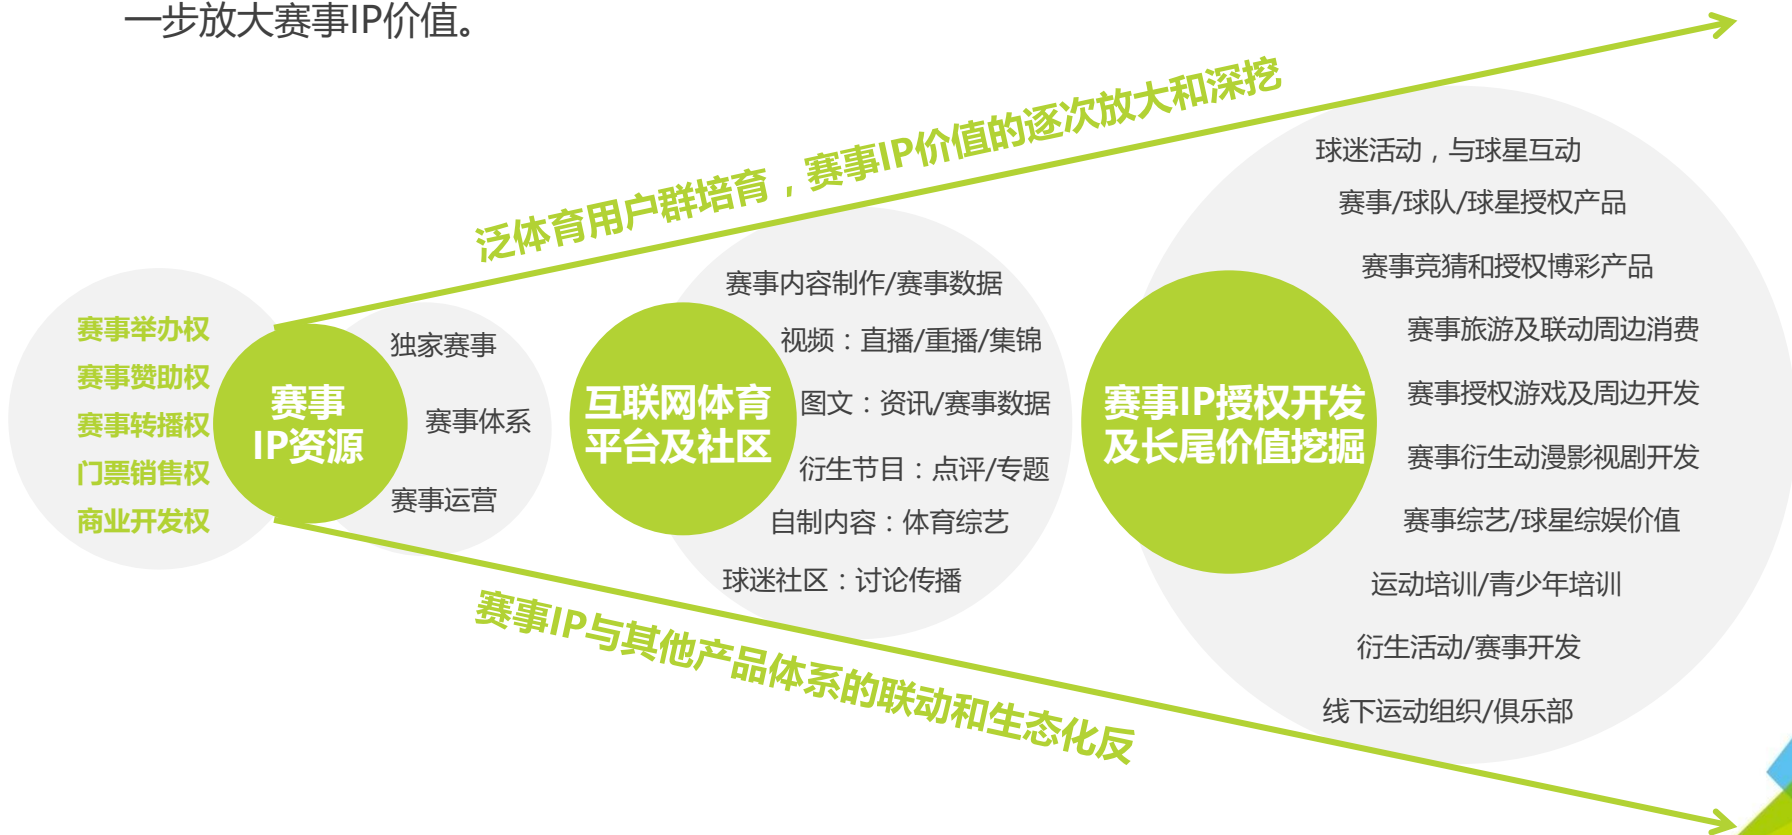 一步放大赛事IP价值。
泛体育用户群培育，赛事IP价值的逐次放大和深挖
赛事举办权
赛事赞助权
赛事转播权
门票销售权
商业开发权
赛事
IP资源
独家赛事
赛事体系
赛事运营
互联网体育
平台及社区
赛事内容制作/赛事数据
视频：直播/重播/集锦
图文：资讯/赛事数据
衍生节目：点评/专题
自制内容：体育综艺
球迷社区：讨论传播
赛事IP授权开发
及长尾价值挖掘
球迷活动，与球星互动
赛事/球队/球星授权产品
赛事竞猜和授权博彩产品
赛事旅游及联动周边消费
赛事授权游戏及周边开发
赛事衍生动漫影视剧开发
赛事综艺/球星综娱价值
运动培训/青少年培训
衍生活动/赛事开发
线下运动组织/俱乐部
赛事IP与其他产品体系的联动和生态化反